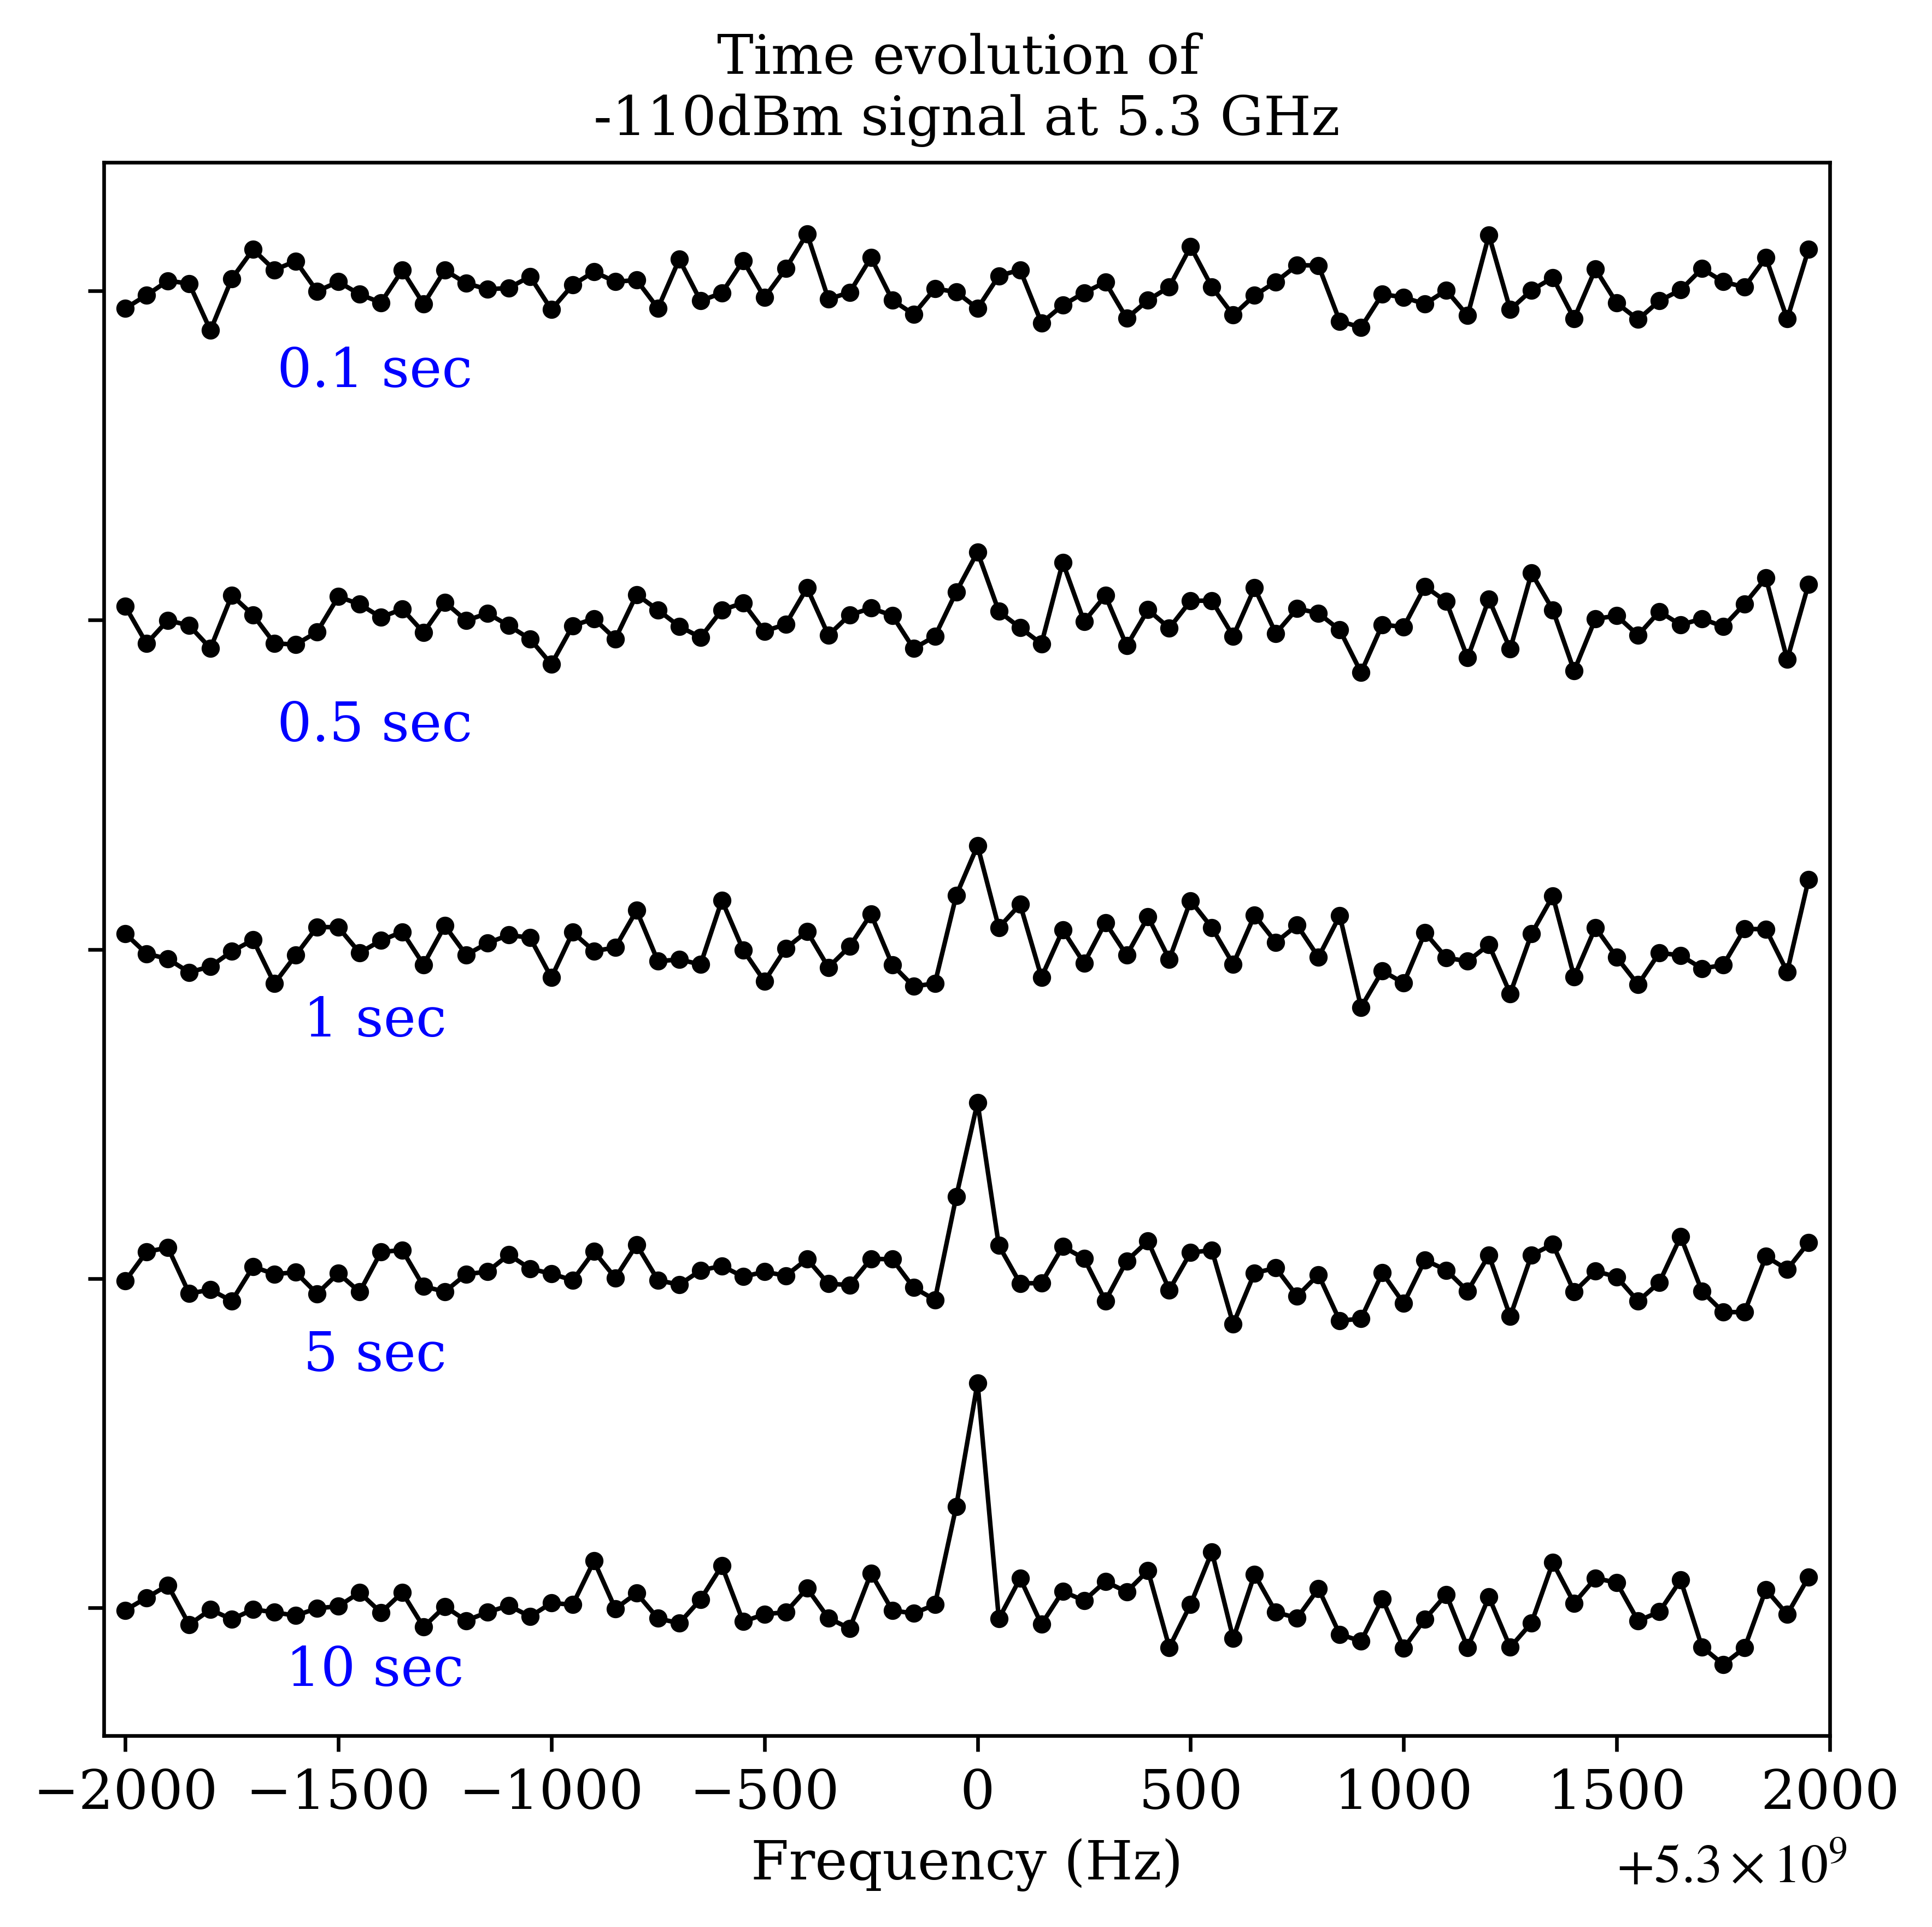 Time evolution of
-110dBm signal at 5.3 GHz
0.1 sec
0.5 sec
1 sec
5 sec
10 sec
−2000 −1500 −1000 −500 0 500 1000 1500 2000
Frequency (Hz)
+5.3×10⁹